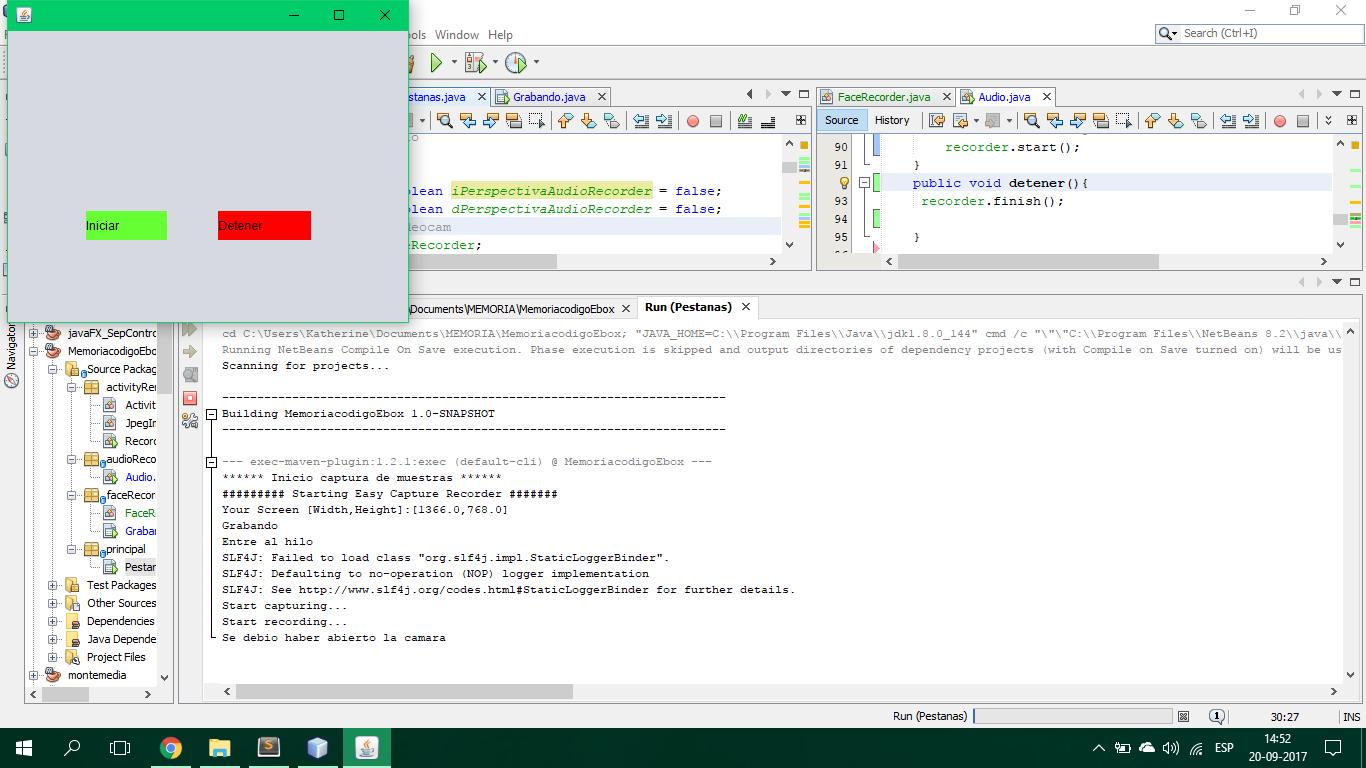 ools Window Help
Search (Ctrl+I)
stanas.java
Grabando.java
FaceRecorder.java
Audio.java
Source History
Iniciar
Detener
olean iPerspectivaAudioRecorder = false;
olean dPerspectivaAudioRecorder = false;
eocam
eRecorder;
90 recorder.start();
91 }
public void detener(){
93 recorder.finish();
94
95 }
\Documents\MEMORIA\MemoriacodigoEbox
Run (Pestanas)
Navigator
javaFX_SepContro
MemoriacodigoEbo
Source Packag
activityRe
Activit
JpegIm
Record
audioReco
Audio.
faceRecor
FaceR
Graba
principal
Pestar
Test Packages
Other Sources
Dependencies
Java Depende
Project Files
montemedia
cd C:\Users\Katherine\Documents\MEMORIA\MemoriacodigoEbox; "JAVA_HOME=C:\\Program Files\\Java\\jdk1.8.0_144" cmd /c "\"\"C:\\Program Files\\NetBeans 8.2\\java\\
Running NetBeans Compile On Save execution. Phase execution is skipped and output directories of dependency projects (with Compile on Save turned on) will be us
Scanning for projects...
------------------------------------------------------------------------
Building MemoriacodigoEbox 1.0-SNAPSHOT
------------------------------------------------------------------------
--- exec-maven-plugin:1.2.1:exec (default-cli) @ MemoriacodigoEbox ---
****** Inicio captura de muestras ******
######### Starting Easy Capture Recorder #######
Your Screen [Width,Height]:[1366.0,768.0]
Grabando
Entre al hilo
SLF4J: Failed to load class "org.slf4j.impl.StaticLoggerBinder".
SLF4J: Defaulting to no-operation (NOP) logger implementation
SLF4J: See http://www.slf4j.org/codes.html#StaticLoggerBinder for further details.
Start capturing...
Start recording...
Se debio haber abierto la camara
Run (Pestanas)
1
30:27
INS
ESP
14:52
20-09-2017